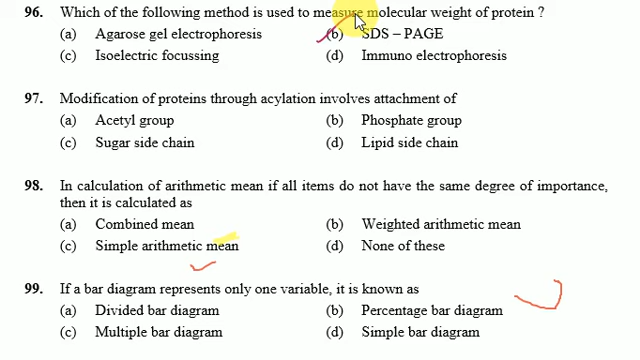 96. Which of the following method is used to measure molecular weight of protein ?
(a) Agarose gel electrophoresis (b) SDS – PAGE
(c) Isoelectric focussing (d) Immuno electrophoresis
97. Modification of proteins through acylation involves attachment of
(a) Acetyl group (b) Phosphate group
(c) Sugar side chain (d) Lipid side chain
98. In calculation of arithmetic mean if all items do not have the same degree of importance,
then it is calculated as
(a) Combined mean (b) Weighted arithmetic mean
(c) Simple arithmetic mean (d) None of these
99. If a bar diagram represents only one variable, it is known as
(a) Divided bar diagram (b) Percentage bar diagram
(c) Multiple bar diagram (d) Simple bar diagram